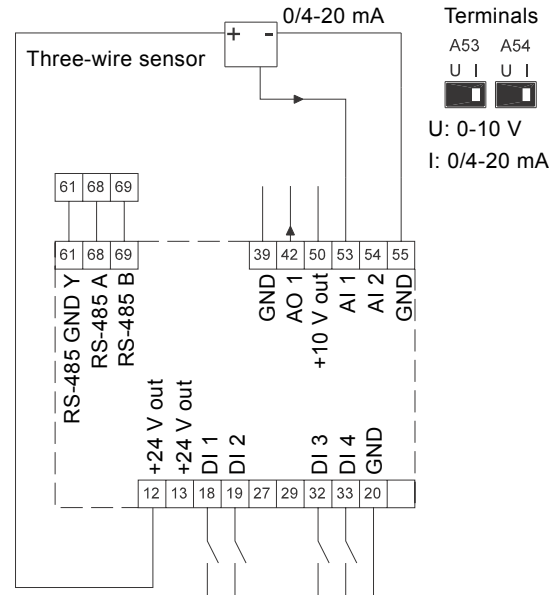 0/4-20 mA
Terminals
+ -
Three-wire sensor
A53 A54
U I U I
U: 0-10 V
I: 0/4-20 mA
61 68 69
61 68 69
39 42 50 53 54 55
RS-485 GND Y
RS-485 A
RS-485 B
GND
AO 1
+10 V out
AI 1
AI 2
GND
+24 V out
+24 V out
DI 1
DI 2
DI 3
DI 4
GND
12 13 18 19 27 29 32 33 20